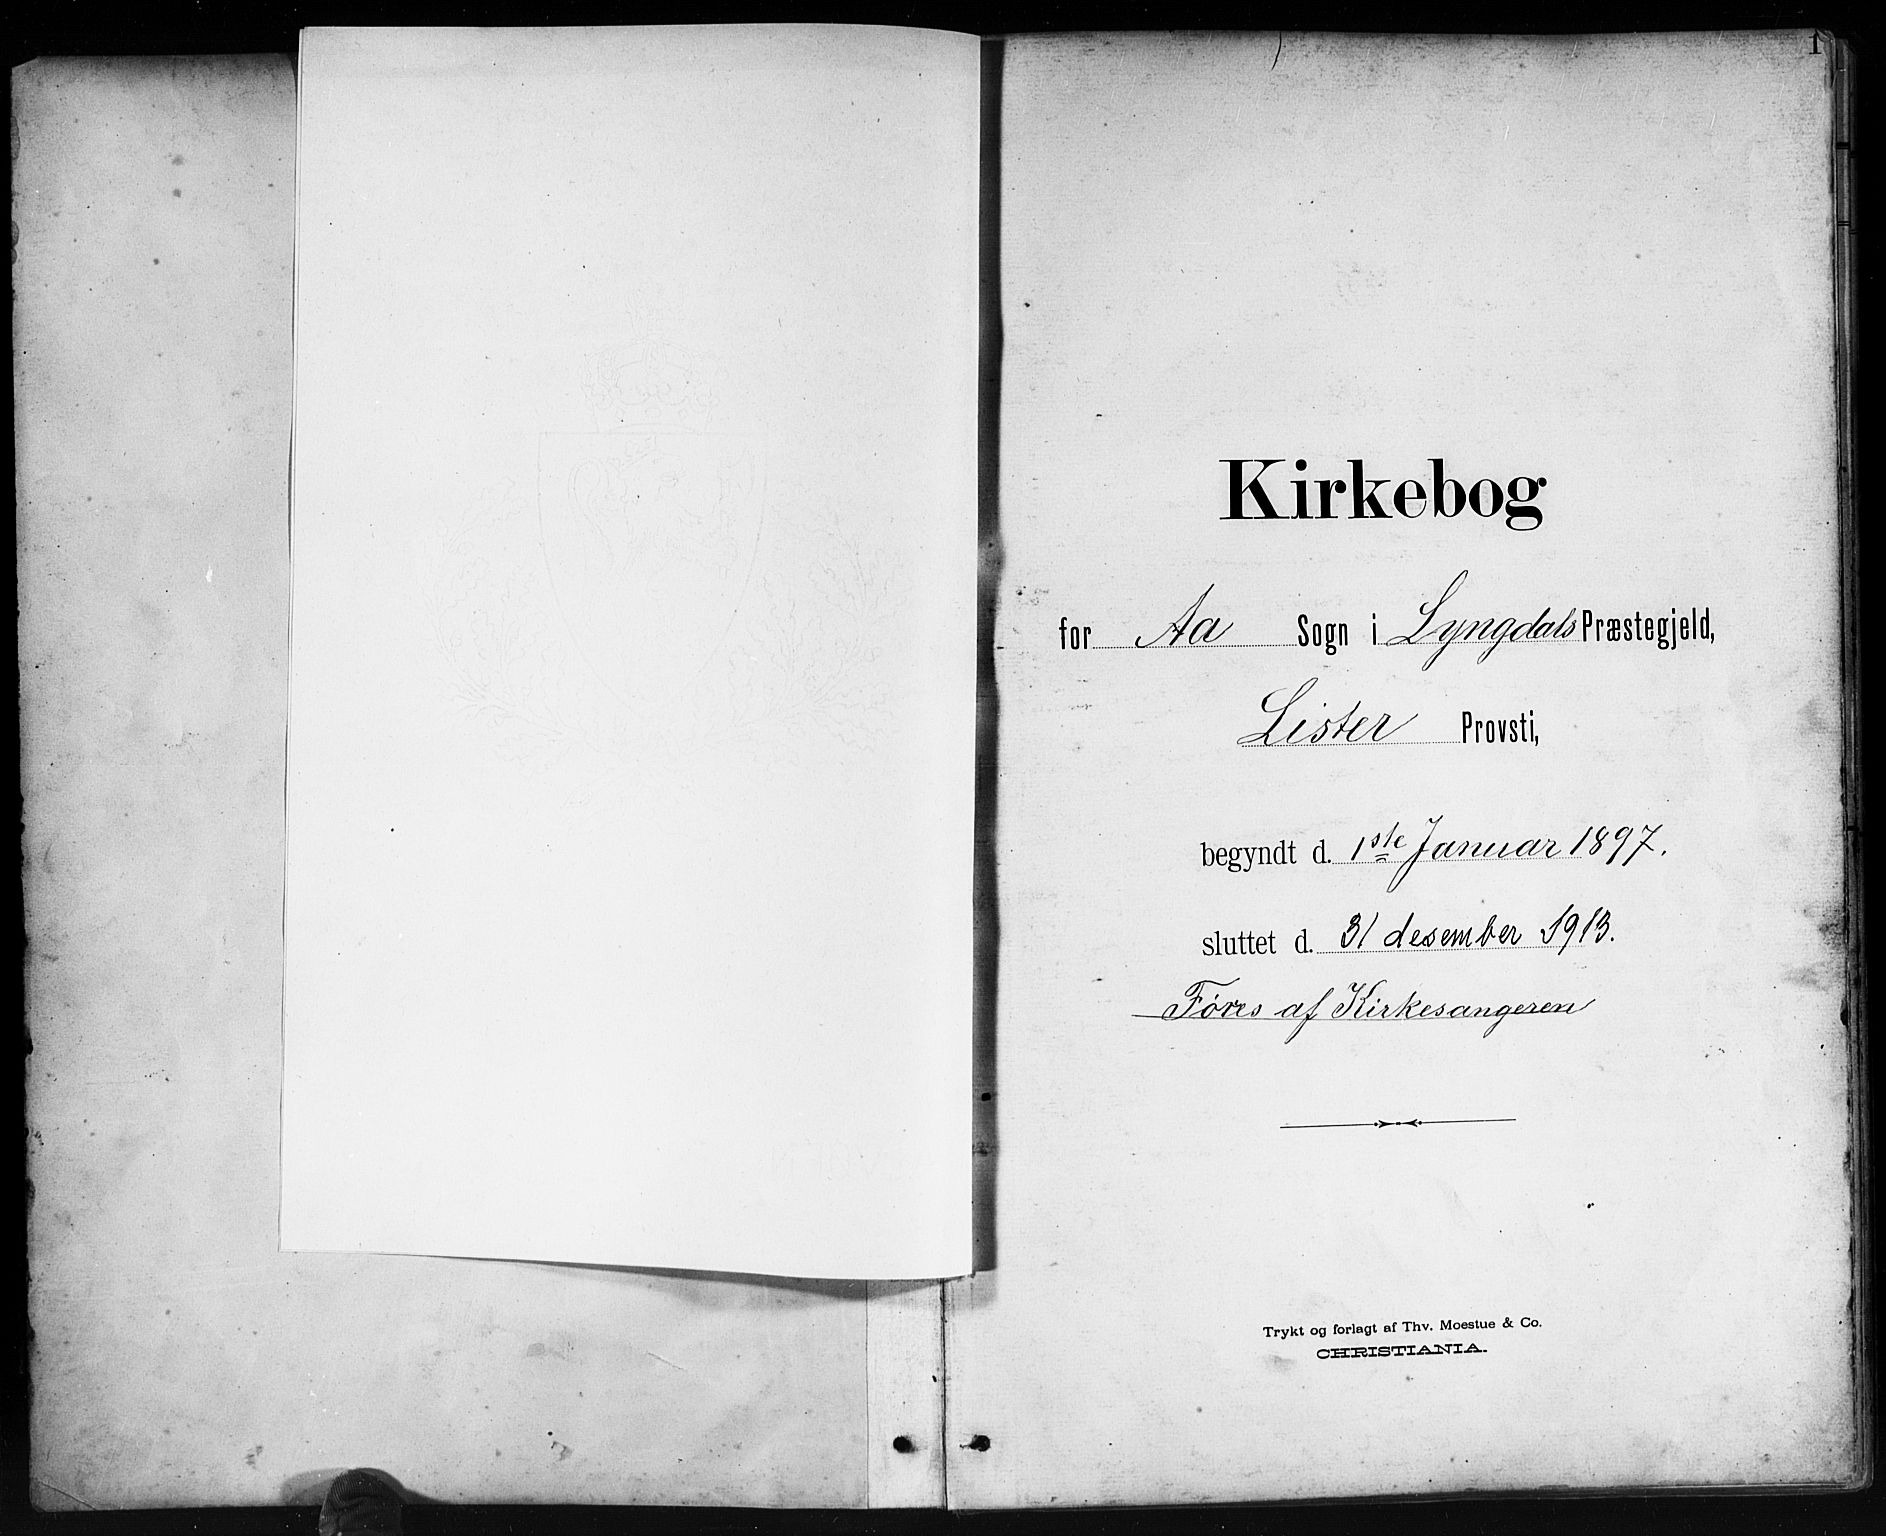 1
Kirkebog
for Aa Sogn i Lyngdals Præstegjeld,
Lister Provsti,
begyndt d. 1ste Januar 1897.
sluttet d. 31 desember 1913.
Føres af Kirkesangeren
Trykt og forlagt af Thv. Moestue & Co.
CHRISTIANIA.